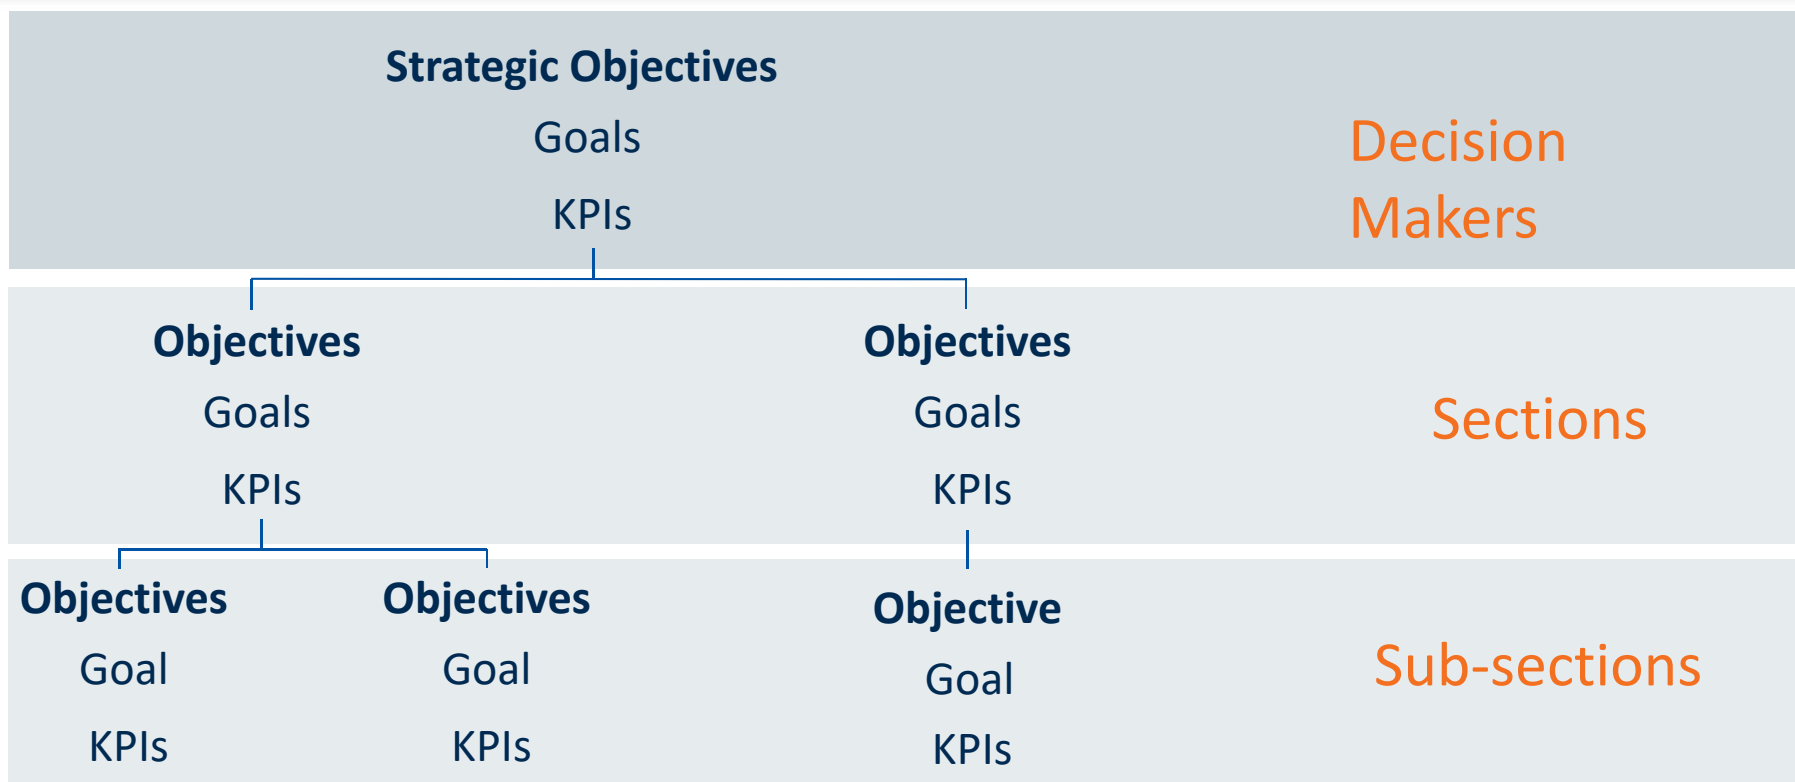 Strategic Objectives
Goals
KPIs
Decision
Makers
Objectives
Goals
KPIs
Objectives
Goals
KPIs
Sections
Objectives
Goal
KPIs
Objectives
Goal
KPIs
Objective
Goal
KPIs
Sub-sections